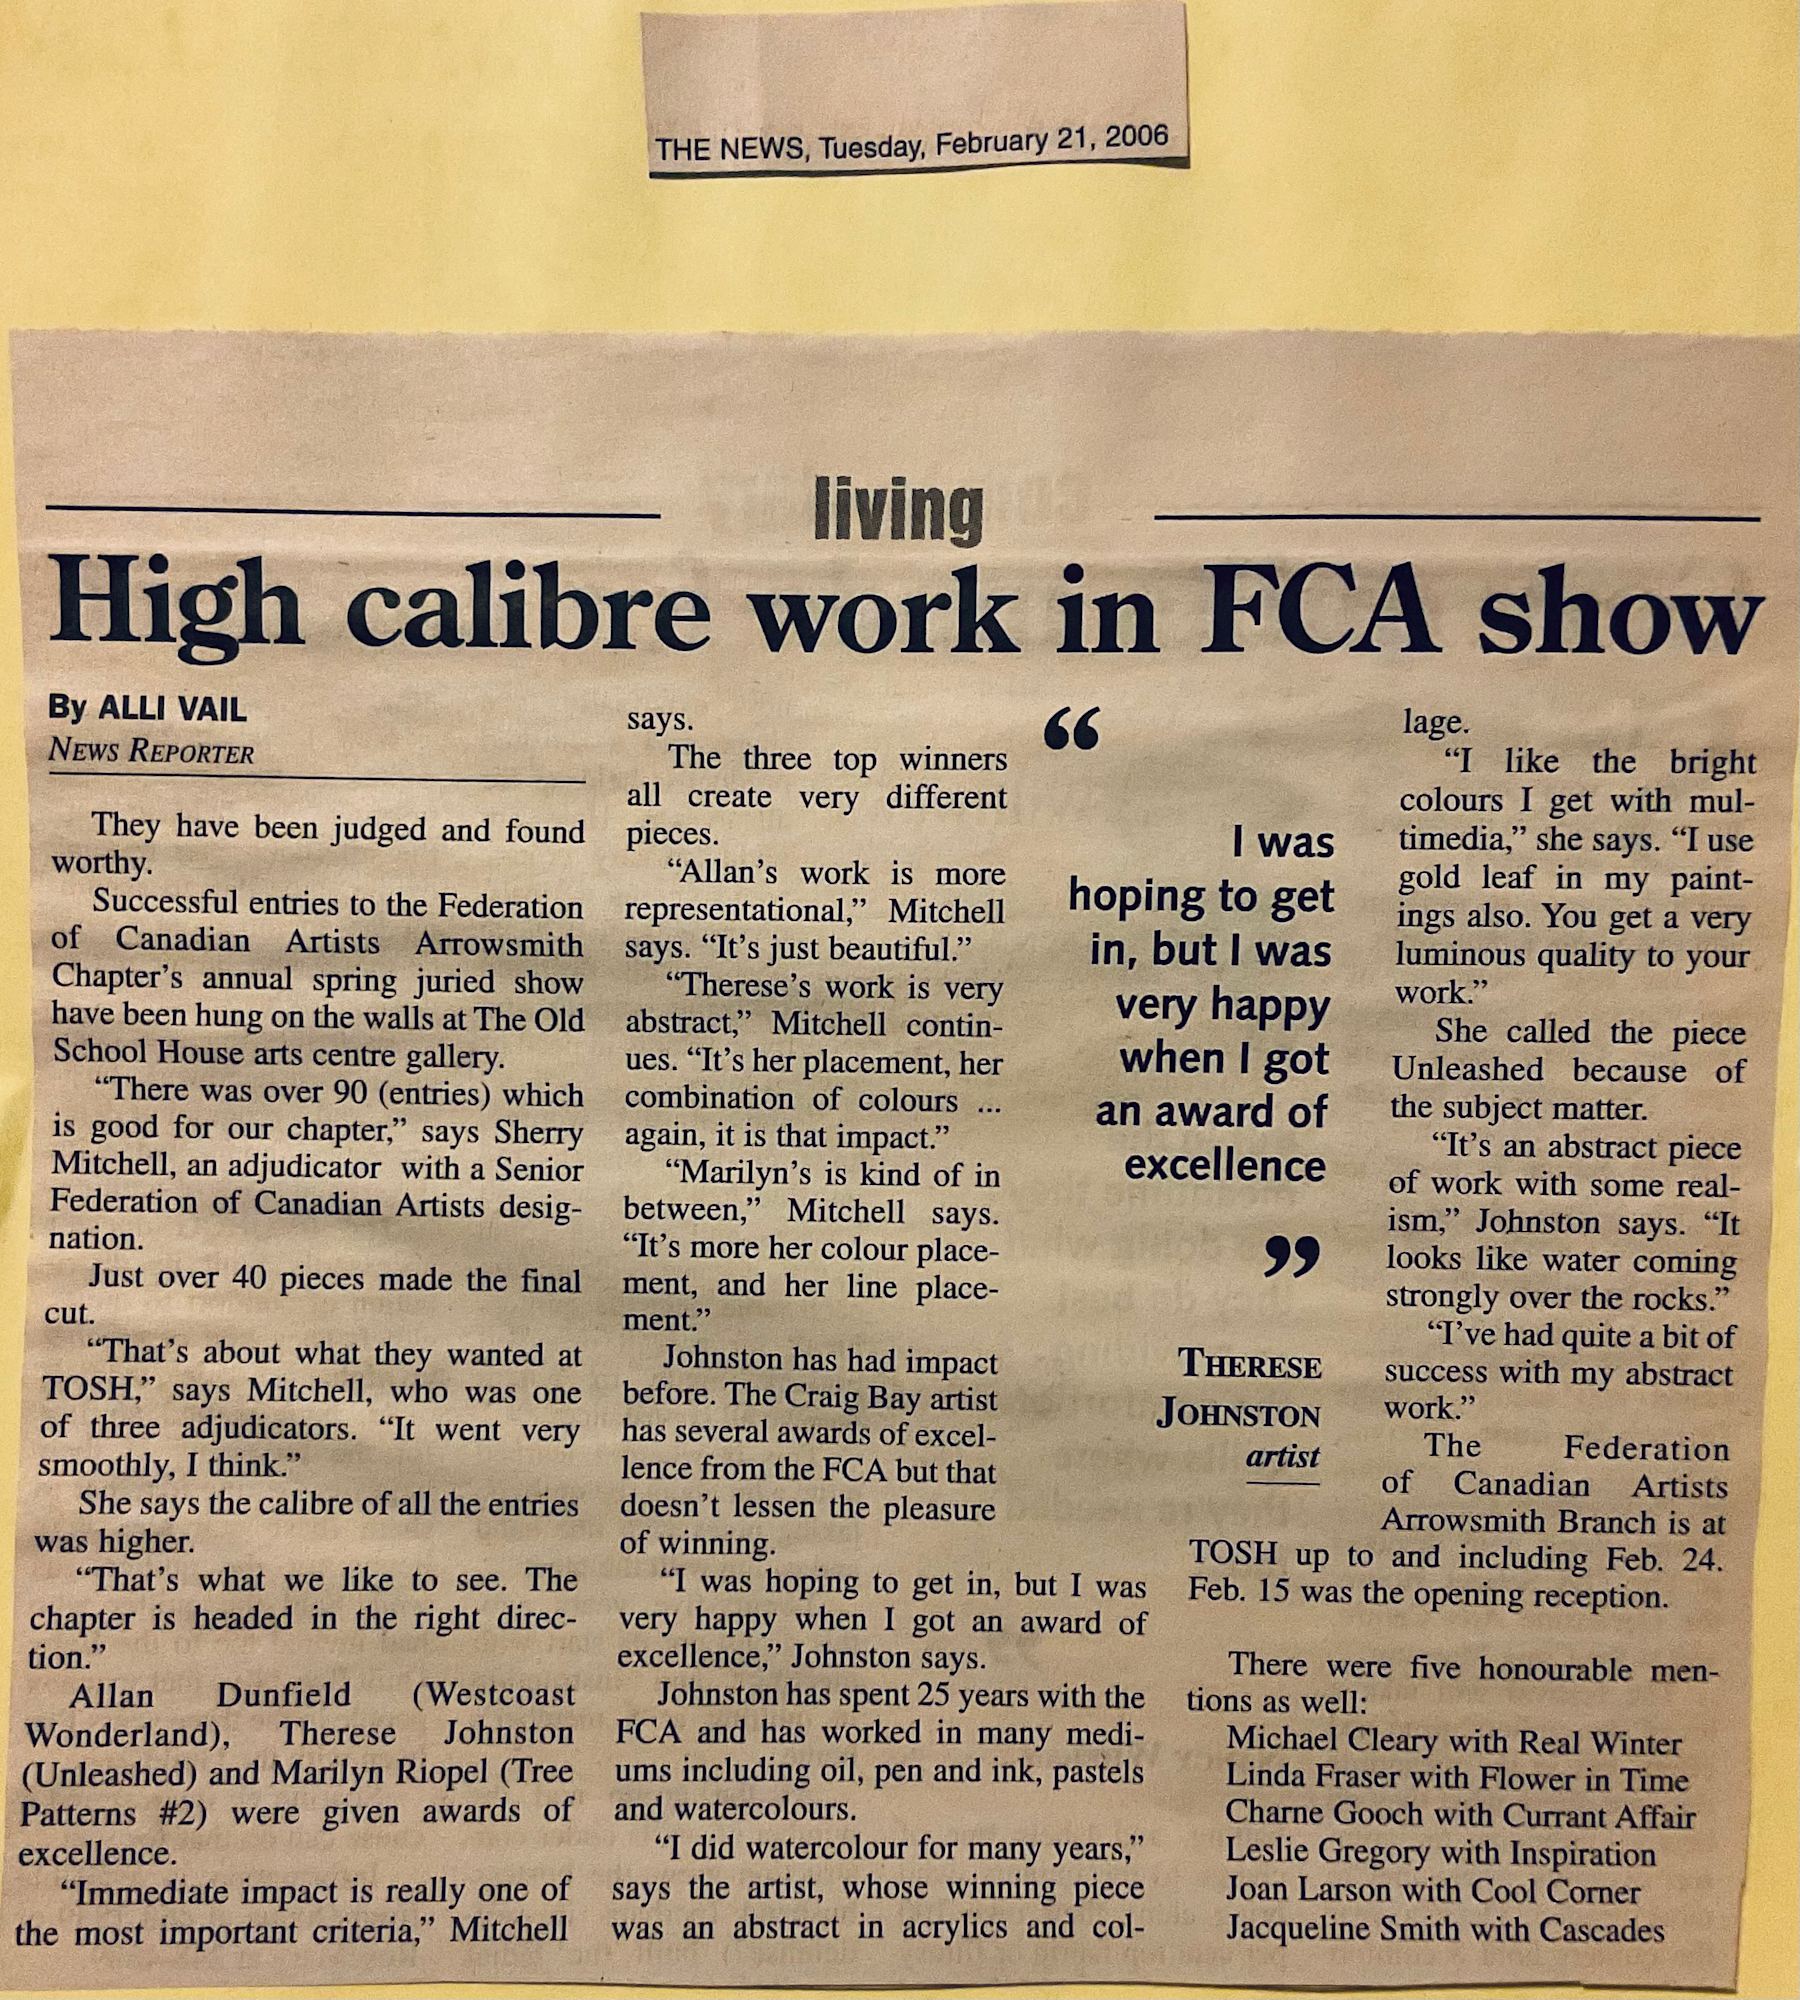 THE NEWS, Tuesday, February 21, 2006
living
High calibre work in FCA show
By ALLI VAIL
NEWS REPORTER
They have been judged and found
worthy.
Successful entries to the Federation
of Canadian Artists Arrowsmith
Chapter's annual spring juried show
have been hung on the walls at The Old
School House arts centre gallery.
“There was over 90 (entries) which
is good for our chapter,” says Sherry
Mitchell, an adjudicator with a Senior
Federation of Canadian Artists desig-
nation.
Just over 40 pieces made the final
cut.
“That's about what they wanted at
TOSH,” says Mitchell, who was one
of three adjudicators. “It went very
smoothly, I think.”
She says the calibre of all the entries
was higher.
“That's what we like to see. The
chapter is headed in the right direc-
tion.”
Allan Dunfield (Westcoast
Wonderland), Therese Johnston
(Unleashed) and Marilyn Riopel (Tree
Patterns #2) were given awards of
excellence.
“Immediate impact is really one of
the most important criteria,” Mitchell
says.
The three top winners
all create very different
pieces.
“Allan's work is more
representational,” Mitchell
says. “It's just beautiful.”
“Therese's work is very
abstract,” Mitchell contin-
ues. “It's her placement, her
combination of colours ...
again, it is that impact.”
“Marilyn's is kind of in
between,” Mitchell says.
“It's more her colour place-
ment, and her line place-
ment.”
Johnston has had impact
before. The Craig Bay artist
has several awards of excel-
lence from the FCA but that
doesn't lessen the pleasure
of winning.
“I was hoping to get in, but I was
very happy when I got an award of
excellence,” Johnston says.
Johnston has spent 25 years with the
FCA and has worked in many medi-
ums including oil, pen and ink, pastels
and watercolours.
“I did watercolour for many years,”
says the artist, whose winning piece
was an abstract in acrylics and col-
“
I was
hoping to get
in, but I was
very happy
when I got
an award of
excellence
”
THERESE
JOHNSTON
artist
lage.
“I like the bright
colours I get with mul-
timedia,” she says. “I use
gold leaf in my paint-
ings also. You get a very
luminous quality to your
work.”
She called the piece
Unleashed because of
the subject matter.
“It's an abstract piece
of work with some real-
ism,” Johnston says. “It
looks like water coming
strongly over the rocks.”
“I've had quite a bit of
success with my abstract
work.”
The Federation
of Canadian Artists
Arrowsmith Branch is at
TOSH up to and including Feb. 24.
Feb. 15 was the opening reception.
There were five honourable men-
tions as well:
Michael Cleary with Real Winter
Linda Fraser with Flower in Time
Charne Gooch with Currant Affair
Leslie Gregory with Inspiration
Joan Larson with Cool Corner
Jacqueline Smith with Cascades